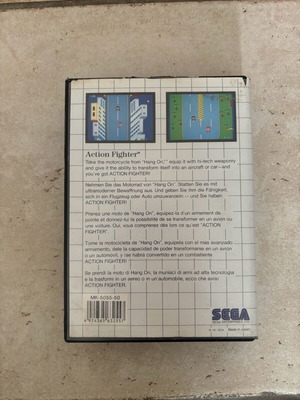 Action Fighter™
Take the motorcycle from "Hang On," equip it with hi-tech weaponry
and give it the ability to transform itself into an aircraft or car—and
you've got ACTION FIGHTER!
Nehmen Sie das Motorrad von "Hang On". Statten Sie es mit
ultramoderner Bewaffnung aus. Und geben Sie ihm die Fähigkeit,
sich in ein Flugzeug oder Auto umzuwandeln — und Sie haben
ACTION FIGHTER!
Prenez une moto de "Hang On", équipez-la d'un armement de
pointe et donnez-lui la possibilité de se transformer en un avion ou
une voiture. Oui, vous comprenez dès lors ce qu'est "ACTION
FIGHTER".
Tome la motocicleta de "Hang On", equípela con el más avanzado
armamento, déle la capacidad de poder transformarse en un avión
o un automóvil, y se habrá convertido en un combatiente
ACTION FIGHTER!
Se prendi la moto di Hang On, la munisci di armi ad alta tecnologia
e la trasformi in un aereo o in un automobile, ecco che avrai
ACTION FIGHTER.
MK-5055-50
SEGA
Made in Japan